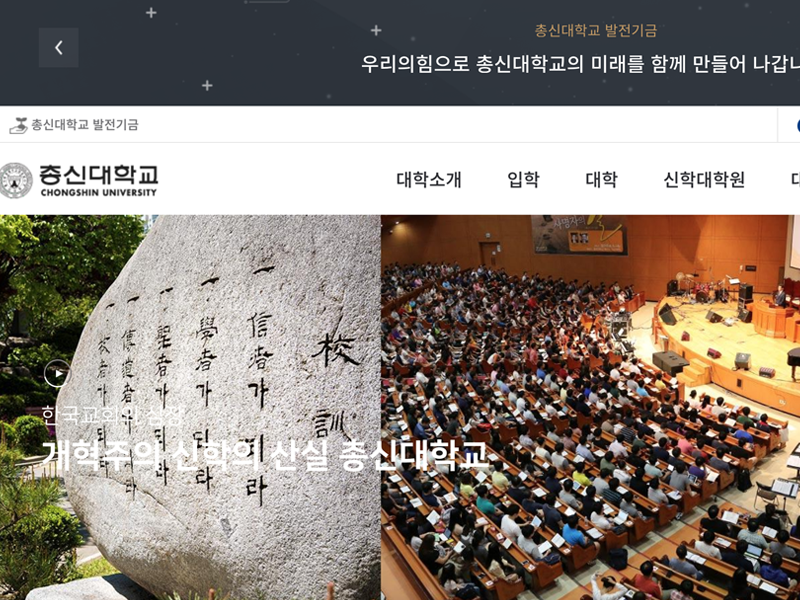 총신대학교 발전기금
우리의힘으로 총신대학교의 미래를 함께 만들어 나갑니
총신대학교 발전기금
총신대학교
CHONGSHIN UNIVERSITY
대학소개 입학 대학 신학대학원
校訓
一 信者가 되라
一 學者가 되라
一 聖者가 되라
一 傳道者가 되라
一 牧者가 되라
한국교회의
개혁주의 신학의 산실 총신대학교